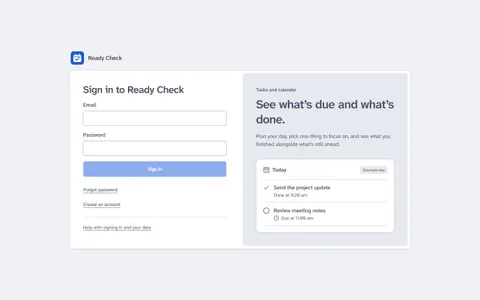 Ready Check
Sign in to Ready Check
Email
Password
Sign in
Forgot password
Create an account
Help with signing in and your data
Tasks and calendar
See what's due and what's
done.
Plan your day, pick one thing to focus on, and see what you
finished alongside what's still ahead.
Today
Send the project update
Done at 9:29 am
Review meeting notes
Due at 11:00 am